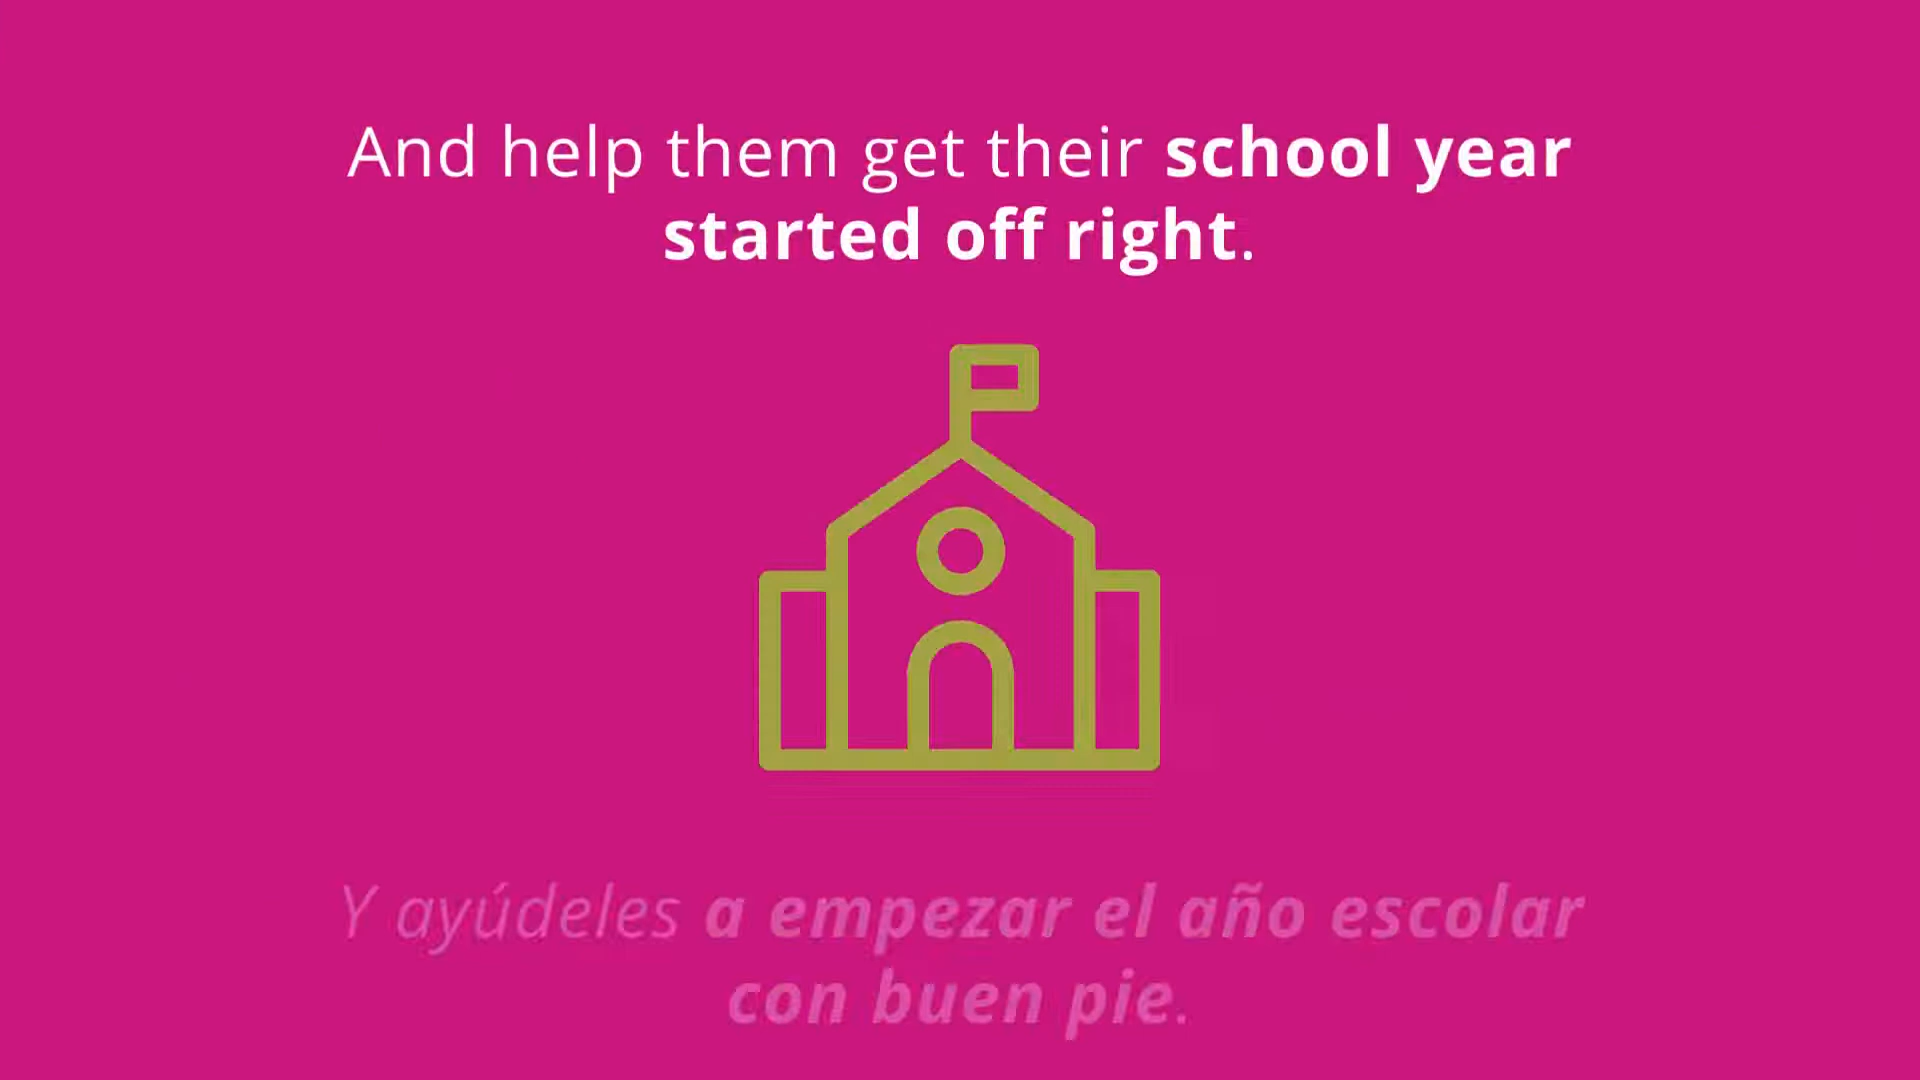 And help them get their school year
started off right.
Y ayúdeles a empezar el año escolar
con buen pie.